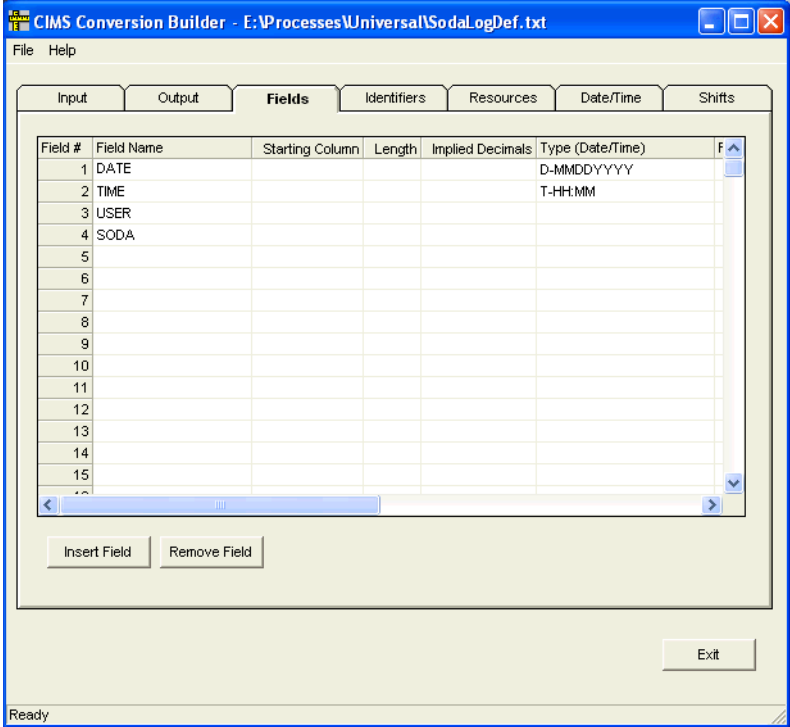 CIMS Conversion Builder - E:\Processes\Universal\SodaLogDef.txt
File Help
Input Output Fields Identifiers Resources Date/Time Shifts
Field # Field Name Starting Column Length Implied Decimals Type (Date/Time)
1 DATE D-MMDDYYYY
2 TIME T-HH:MM
3 USER
4 SODA
5
6
7
8
9
10
11
12
13
14
15
Insert Field Remove Field
Exit
Ready